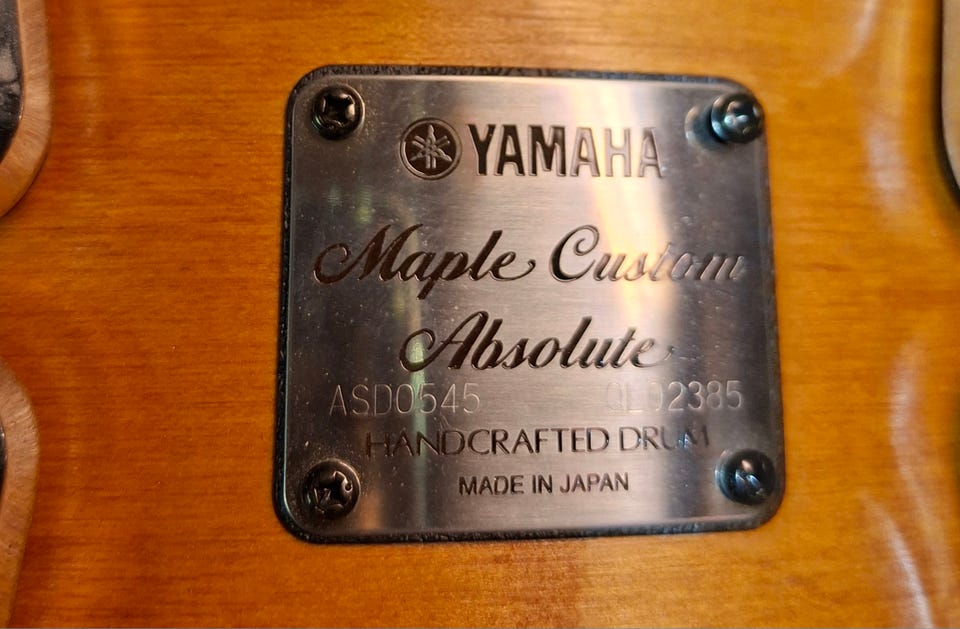 YAMAHA
Maple Custom
Absolute
ASD0545 QL02385
HANDCRAFTED DRUM
MADE IN JAPAN